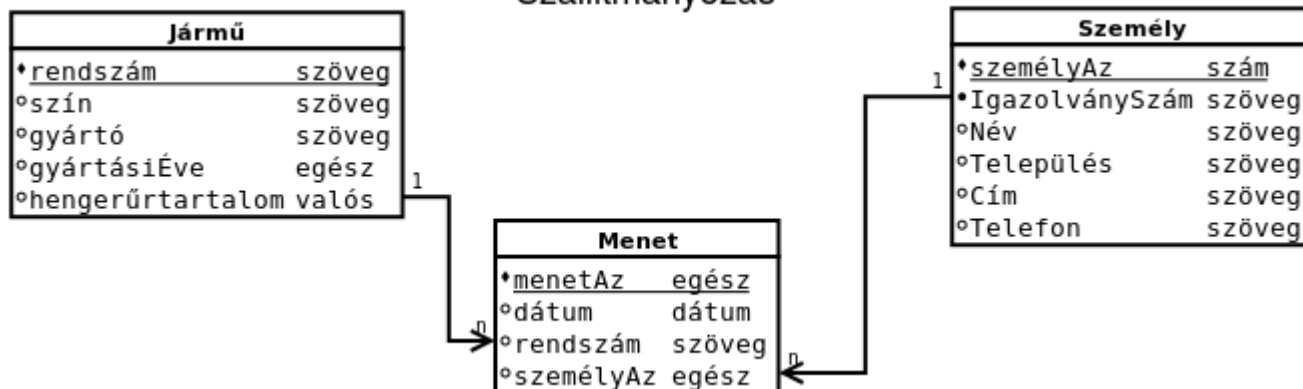 Szállítmányozás
Jármű
rendszám szöveg
szín szöveg
gyártó szöveg
gyártásiÉve egész
hengerűrtartalom valós
1
Személy
személyAz szám
IgazolványSzám szöveg
Név szöveg
Település szöveg
Cím szöveg
Telefon szöveg
1
Menet
menetAz egész
dátum dátum
rendszám szöveg
személyAz egész
n
n